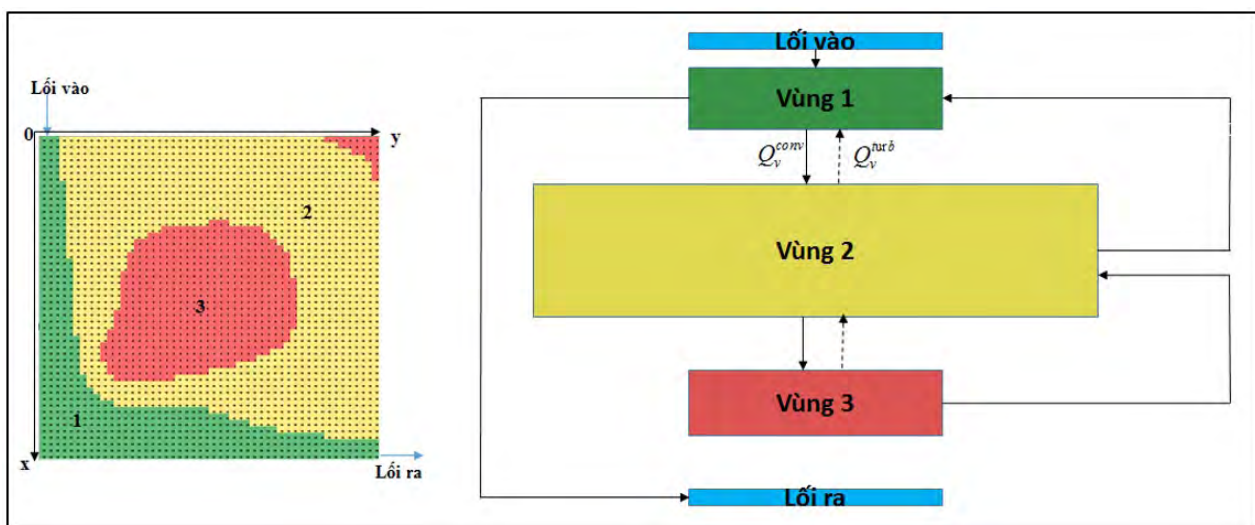 Lối vào
0
y
2
3
1
x
Lối ra
Lối vào
Vùng 1
Q_v^{conv} Q_v^{turb}
Vùng 2
Vùng 3
Lối ra